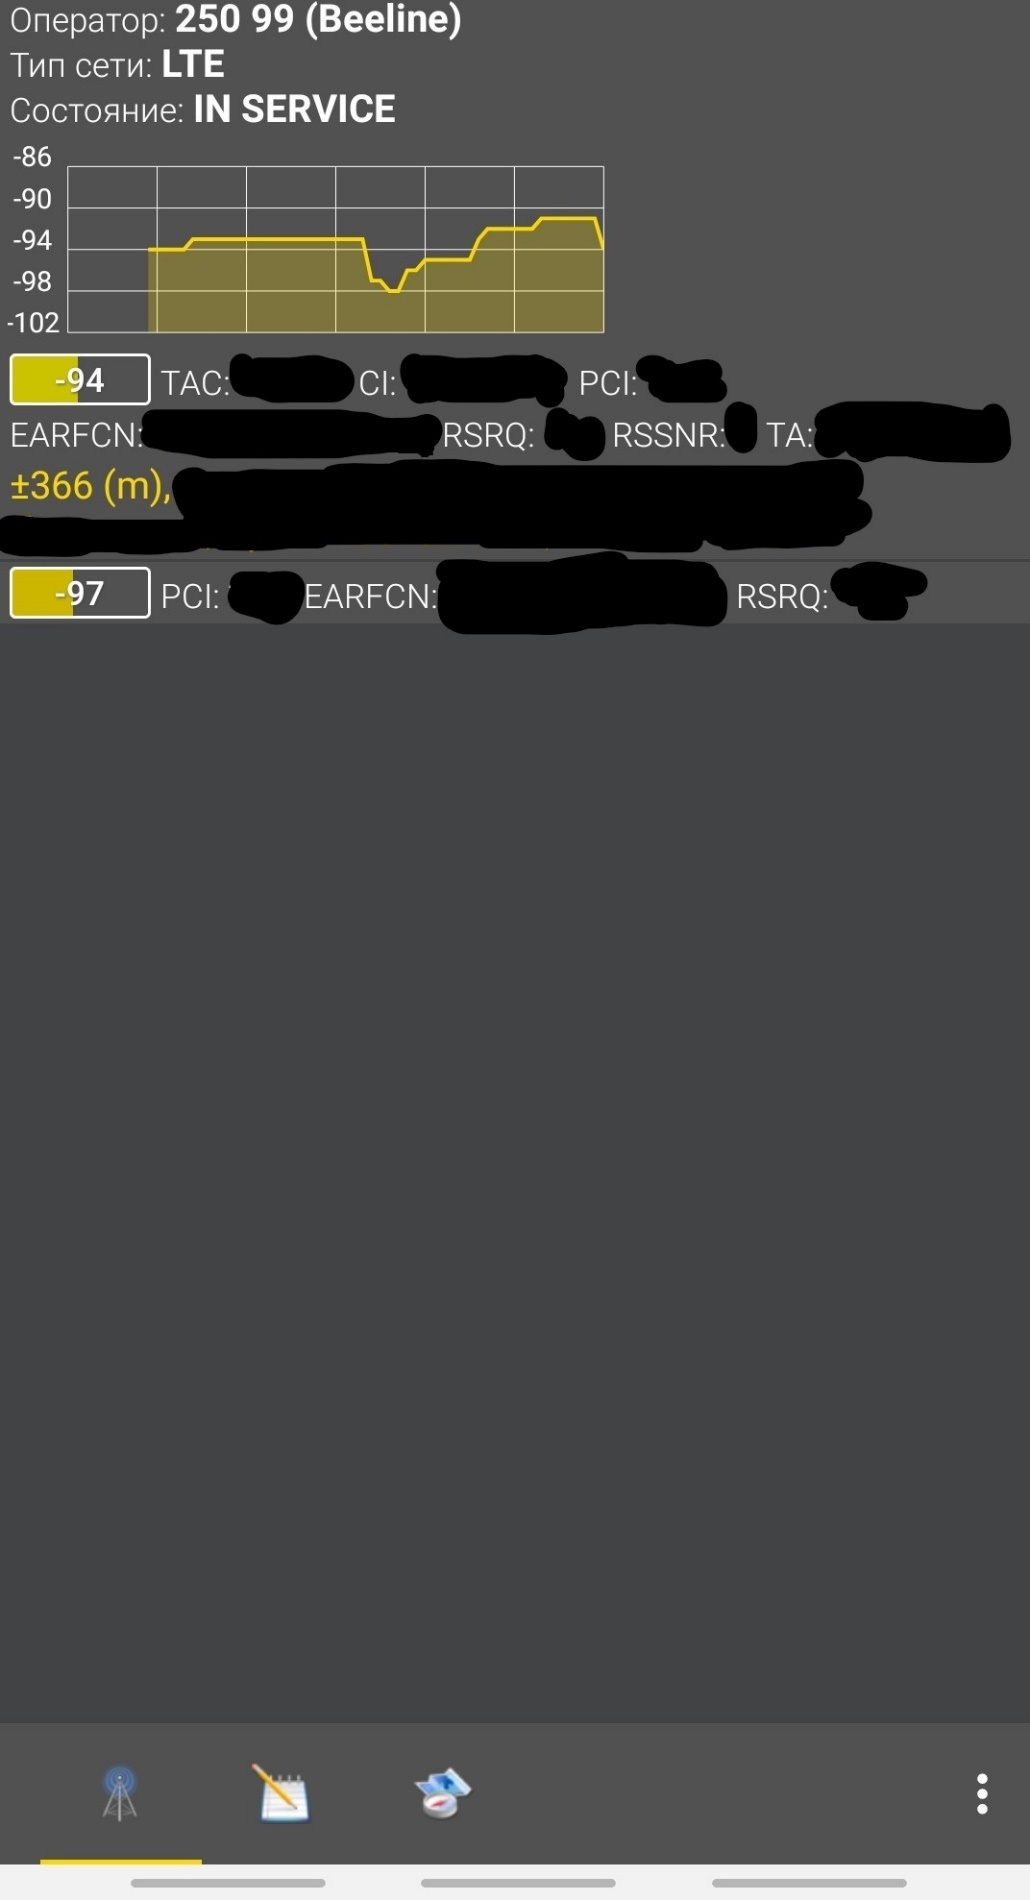 Оператор: 250 99 (Beeline)
Тип сети: LTE
Состояние: IN SERVICE
-86
-90
-94
-98
-102
-94 TAC: CI: PCI:
EARFCN: RSRQ: RSSNR: TA:
±366 (m),
-97 PCI: EARFCN: RSRQ: